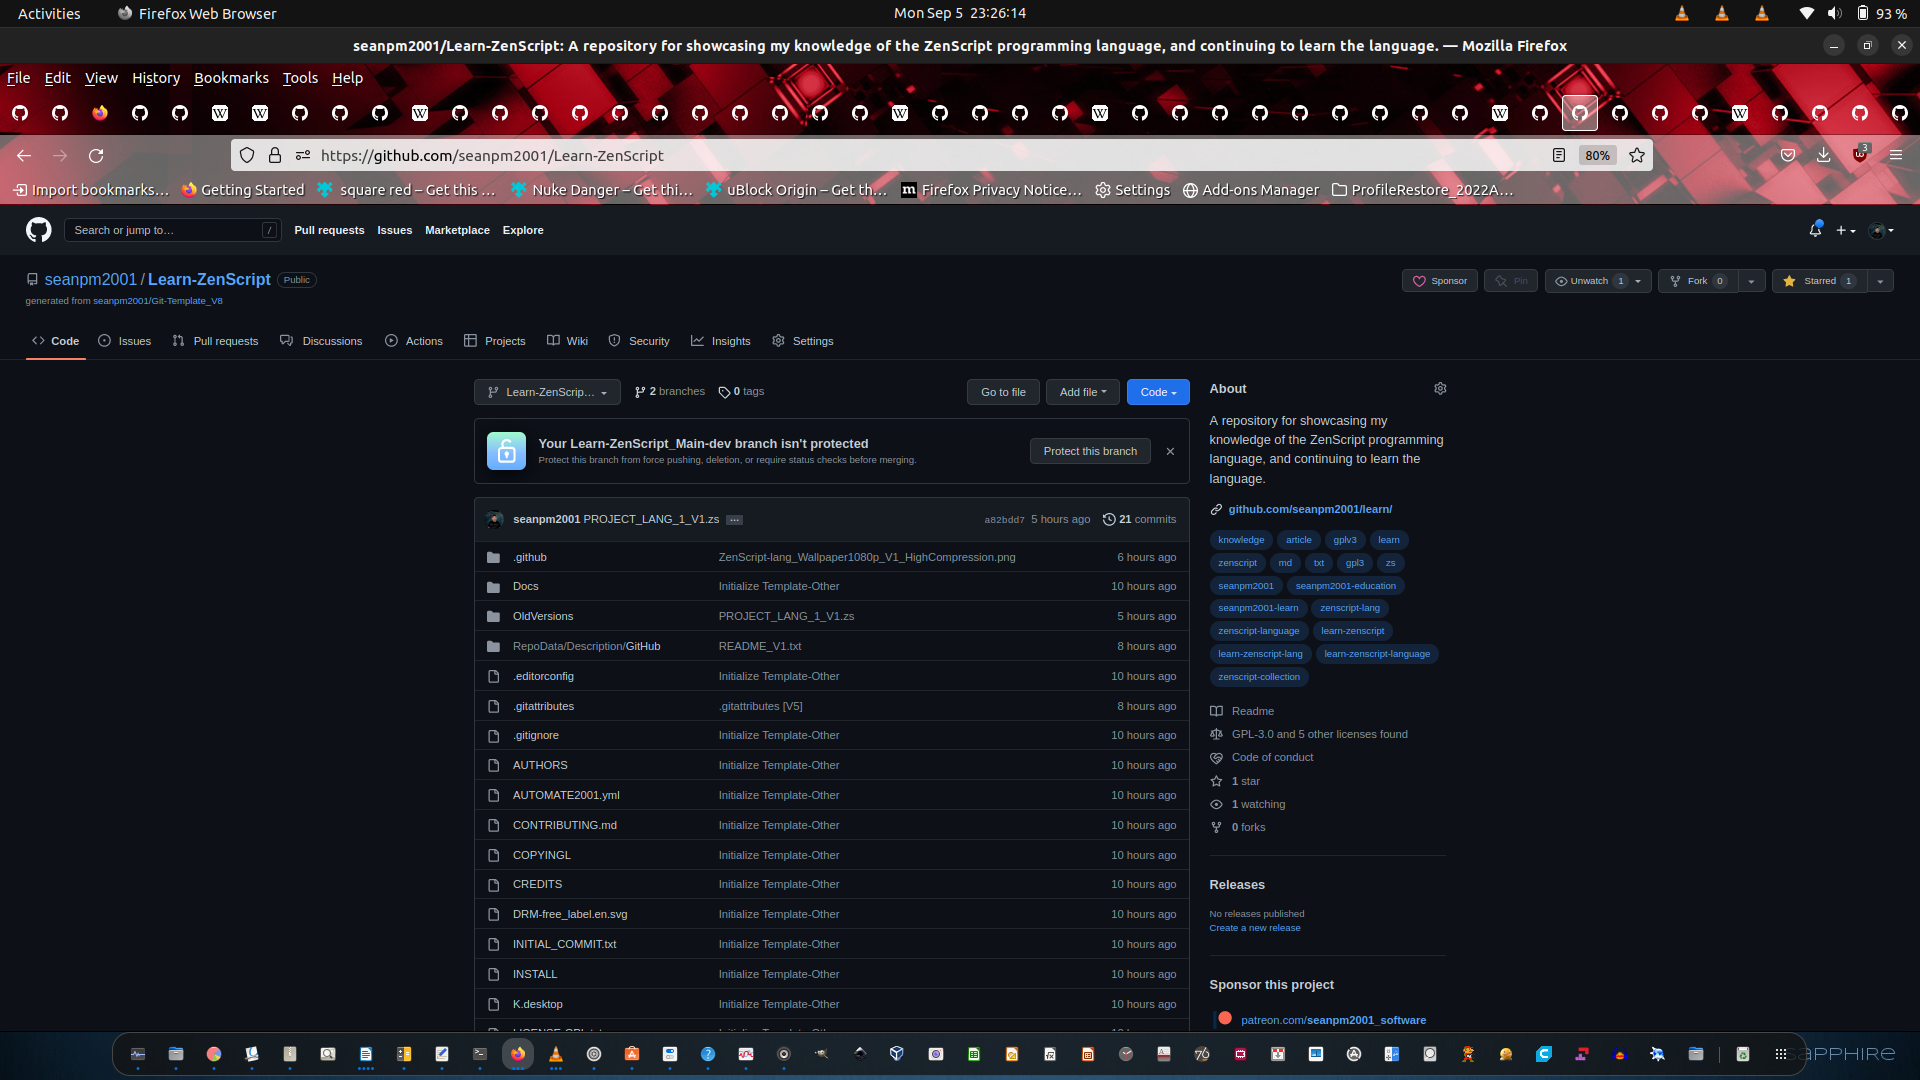 Activities Firefox Web Browser Mon Sep 5 23:26:14 93 %
seanpm2001/Learn-ZenScript: A repository for showcasing my knowledge of the ZenScript programming language, and continuing to learn the language. — Mozilla Firefox
File Edit View History Bookmarks Tools Help
https://github.com/seanpm2001/Learn-ZenScript 80% 3
Import bookmarks… Getting Started square red – Get this … Nuke Danger – Get thi… uBlock Origin – Get th… Firefox Privacy Notice… Settings Add-ons Manager ProfileRestore_2022A…
Search or jump to… / Pull requests Issues Marketplace Explore
seanpm2001 / Learn-ZenScript Public Sponsor Pin Unwatch 1 Fork 0 Starred 1
generated from seanpm2001/Git-Template_V8
Code Issues Pull requests Discussions Actions Projects Wiki Security Insights Settings
Learn-ZenScrip… 2 branches 0 tags Go to file Add file Code
Your Learn-ZenScript_Main-dev branch isn't protected
Protect this branch from force pushing, deletion, or require status checks before merging.
Protect this branch
seanpm2001 PROJECT_LANG_1_V1.zs … a82bdd7 5 hours ago 21 commits
.github ZenScript-lang_Wallpaper1080p_V1_HighCompression.png 6 hours ago
Docs Initialize Template-Other 10 hours ago
OldVersions PROJECT_LANG_1_V1.zs 5 hours ago
RepoData/Description/GitHub README_V1.txt 8 hours ago
.editorconfig Initialize Template-Other 10 hours ago
.gitattributes .gitattributes [V5] 8 hours ago
.gitignore Initialize Template-Other 10 hours ago
AUTHORS Initialize Template-Other 10 hours ago
AUTOMATE2001.yml Initialize Template-Other 10 hours ago
CONTRIBUTING.md Initialize Template-Other 10 hours ago
COPYINGL Initialize Template-Other 10 hours ago
CREDITS Initialize Template-Other 10 hours ago
DRM-free_label.en.svg Initialize Template-Other 10 hours ago
INITIAL_COMMIT.txt Initialize Template-Other 10 hours ago
INSTALL Initialize Template-Other 10 hours ago
K.desktop Initialize Template-Other 10 hours ago
About
A repository for showcasing my
knowledge of the ZenScript programming
language, and continuing to learn the
language.
github.com/seanpm2001/learn/
knowledge article gplv3 learn
zenscript md txt gpl3 zs
seanpm2001 seanpm2001-education
seanpm2001-learn zenscript-lang
zenscript-language learn-zenscript
learn-zenscript-lang learn-zenscript-language
zenscript-collection
Readme
GPL-3.0 and 5 other licenses found
Code of conduct
1 star
1 watching
0 forks
Releases
No releases published
Create a new release
Sponsor this project
patreon.com/seanpm2001_software
SAPPHIRE